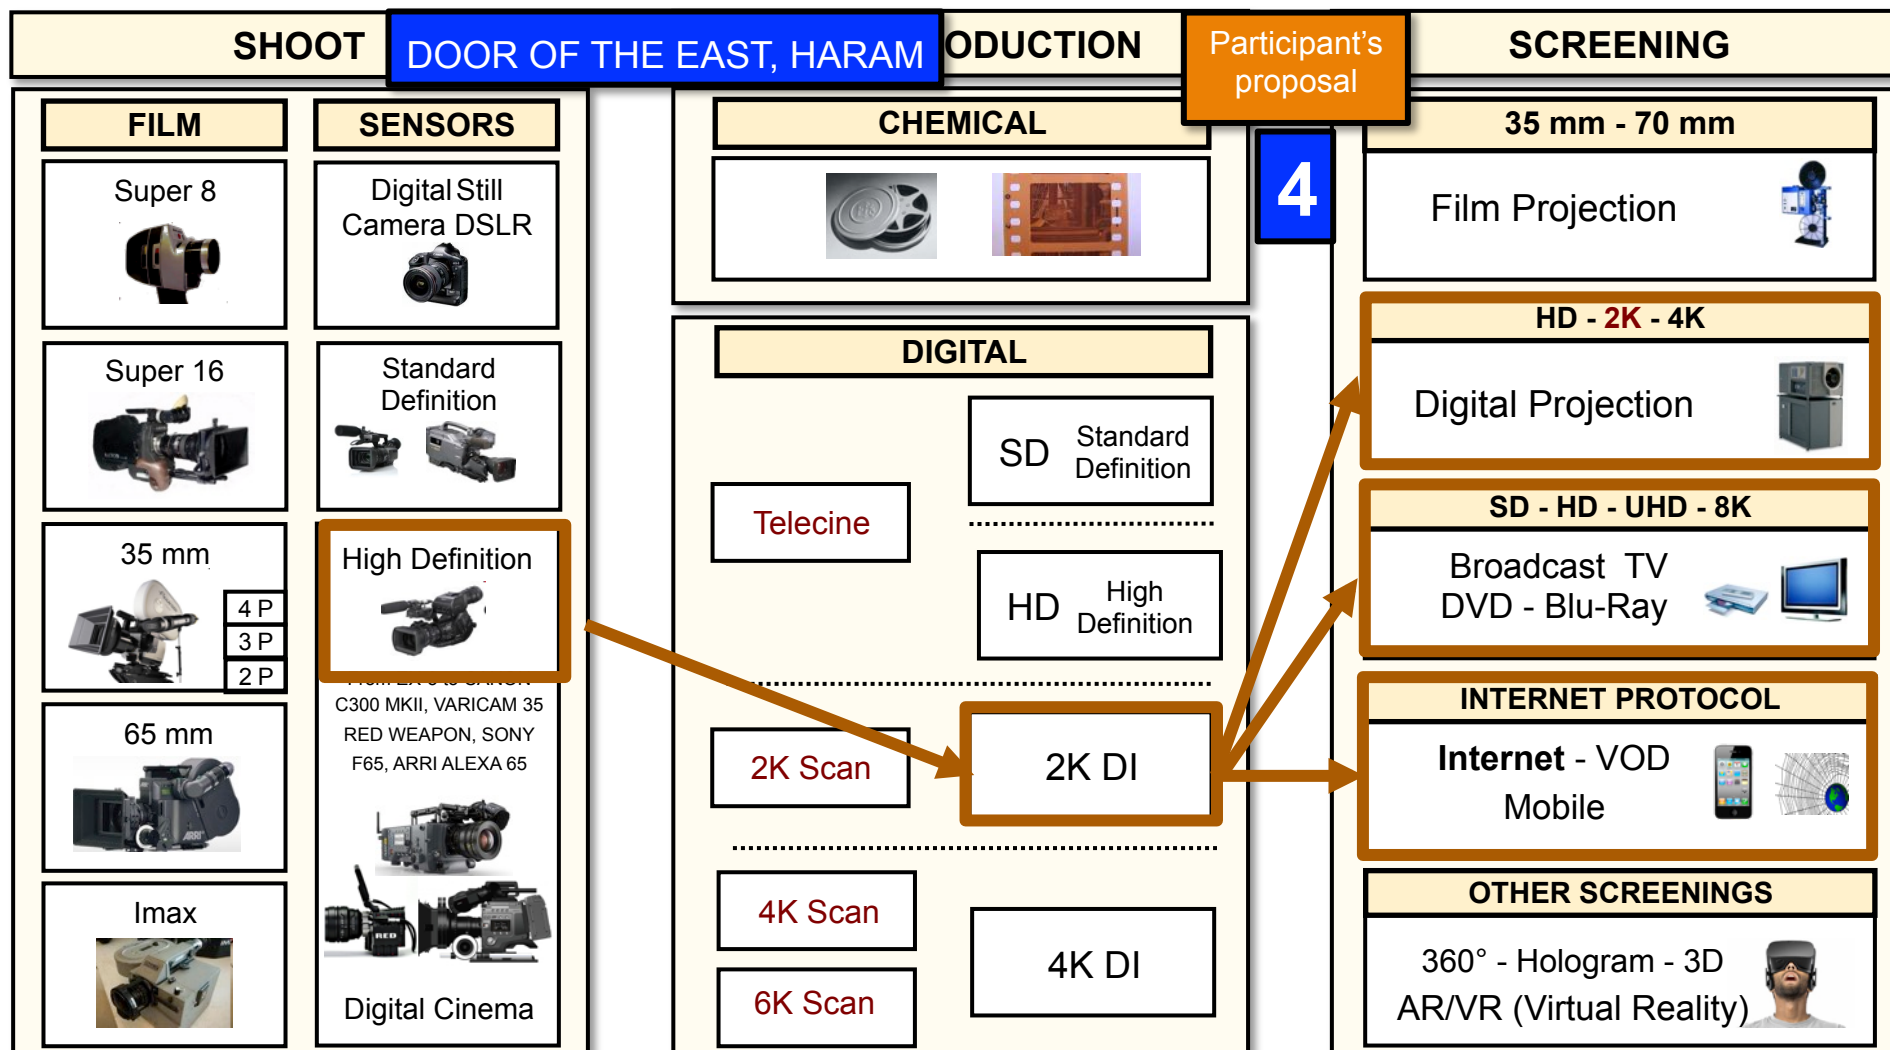 SHOOT
DOOR OF THE EAST, HARAM
ODUCTION
Participant's
proposal
SCREENING
FILM
SENSORS
Super 8
Digital Still
Camera DSLR
Super 16
Standard
Definition
35 mm
4 P
3 P
2 P
High Definition
C300 MKII, VARICAM 35
RED WEAPON, SONY
F65, ARRI ALEXA 65
65 mm
ARRI
Imax
RED
Digital Cinema
CHEMICAL
4
DIGITAL
SD Standard
Definition
Telecine
HD High
Definition
2K Scan
2K DI
4K Scan
4K DI
6K Scan
35 mm - 70 mm
Film Projection
HD - 2K - 4K
Digital Projection
SD - HD - UHD - 8K
Broadcast TV
DVD - Blu-Ray
INTERNET PROTOCOL
Internet - VOD
Mobile
OTHER SCREENINGS
360° - Hologram - 3D
AR/VR (Virtual Reality)